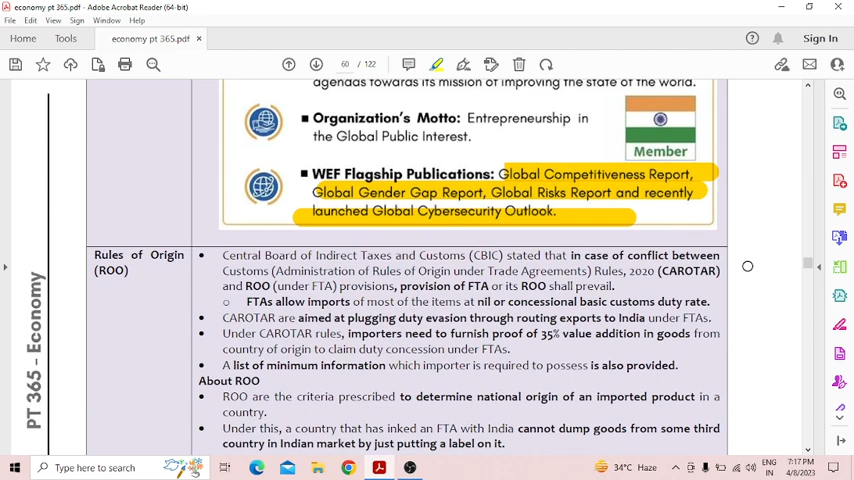 economy pt 365.pdf - Adobe Acrobat Reader (64-bit)
File Edit View Sign Window Help
Home Tools economy pt 365.pdf × Sign In
60 / 122
agendas towards its mission of improving the state of the world.
▪ Organization's Motto: Entrepreneurship in
the Global Public Interest.
Member
▪ WEF Flagship Publications: Global Competitiveness Report,
Global Gender Gap Report, Global Risks Report and recently
launched Global Cybersecurity Outlook.
Rules of Origin
(ROO)
• Central Board of Indirect Taxes and Customs (CBIC) stated that in case of conflict between
Customs (Administration of Rules of Origin under Trade Agreements) Rules, 2020 (CAROTAR)
and ROO (under FTA) provisions, provision of FTA or its ROO shall prevail.
o FTAs allow imports of most of the items at nil or concessional basic customs duty rate.
• CAROTAR are aimed at plugging duty evasion through routing exports to India under FTAs.
• Under CAROTAR rules, importers need to furnish proof of 35% value addition in goods from
country of origin to claim duty concession under FTAs.
• A list of minimum information which importer is required to possess is also provided.
About ROO
• ROO are the criteria prescribed to determine national origin of an imported product in a
country.
• Under this, a country that has inked an FTA with India cannot dump goods from some third
country in Indian market by just putting a label on it.
PT 365 - Economy
Type here to search
34°C Haze
ENG
IN
7:17 PM
4/8/2023